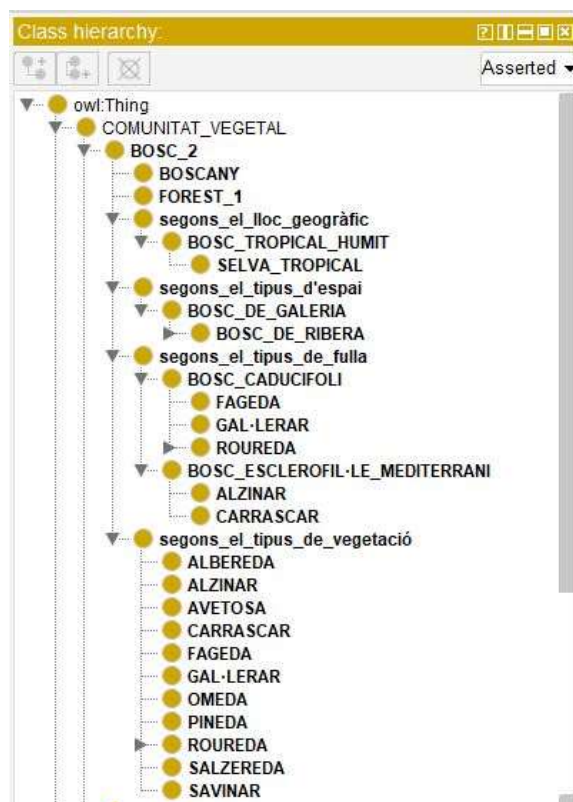 Class hierarchy:
Asserted
owl:Thing
COMUNITAT_VEGETAL
BOSC_2
BOSCANY
FOREST_1
segons_el_lloc_geogràfic
BOSC_TROPICAL_HUMIT
SELVA_TROPICAL
segons_el_tipus_d'espai
BOSC_DE_GALERIA
BOSC_DE_RIBERA
segons_el_tipus_de_fulla
BOSC_CADUCIFOLI
FAGEDA
GAL·LERAR
ROUREDA
BOSC_ESCLEROFIL·LE_MEDITERRANI
ALZINAR
CARRASCAR
segons_el_tipus_de_vegetació
ALBEREDA
ALZINAR
AVETOSA
CARRASCAR
FAGEDA
GAL·LERAR
OMEDA
PINEDA
ROUREDA
SALZEREDA
SAVINAR